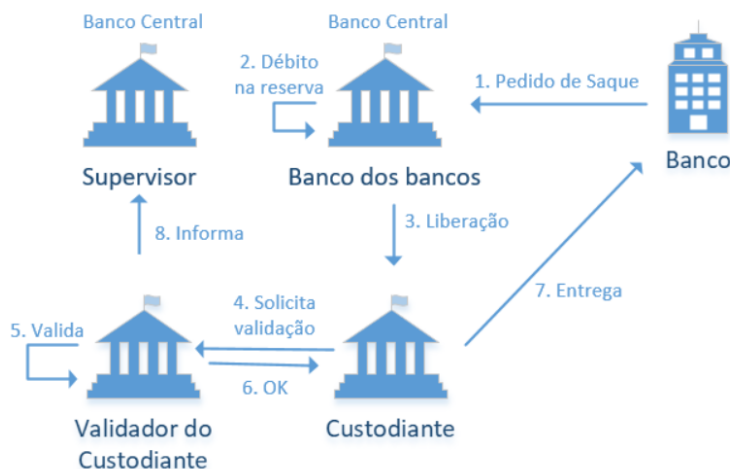 Banco Central
Banco Central
2. Débito
na reserva
1. Pedido de Saque
Supervisor
Banco dos bancos
Banco
8. Informa
3. Liberação
7. Entrega
4. Solicita
validação
5. Valida
6. OK
Validador do
Custodiante
Custodiante